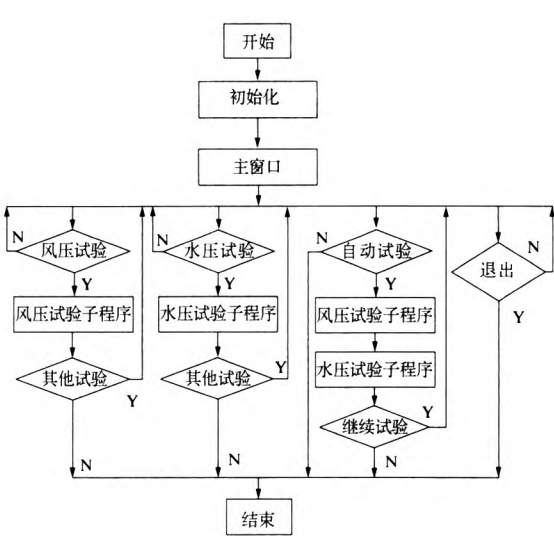 开始
初始化
主窗口
N
风压试验
Y
风压试验子程序
其他试验
Y
N
N
水压试验
Y
水压试验子程序
其他试验
Y
N
N
自动试验
Y
风压试验子程序
水压试验子程序
继续试验
Y
N
N
退出
Y
结束